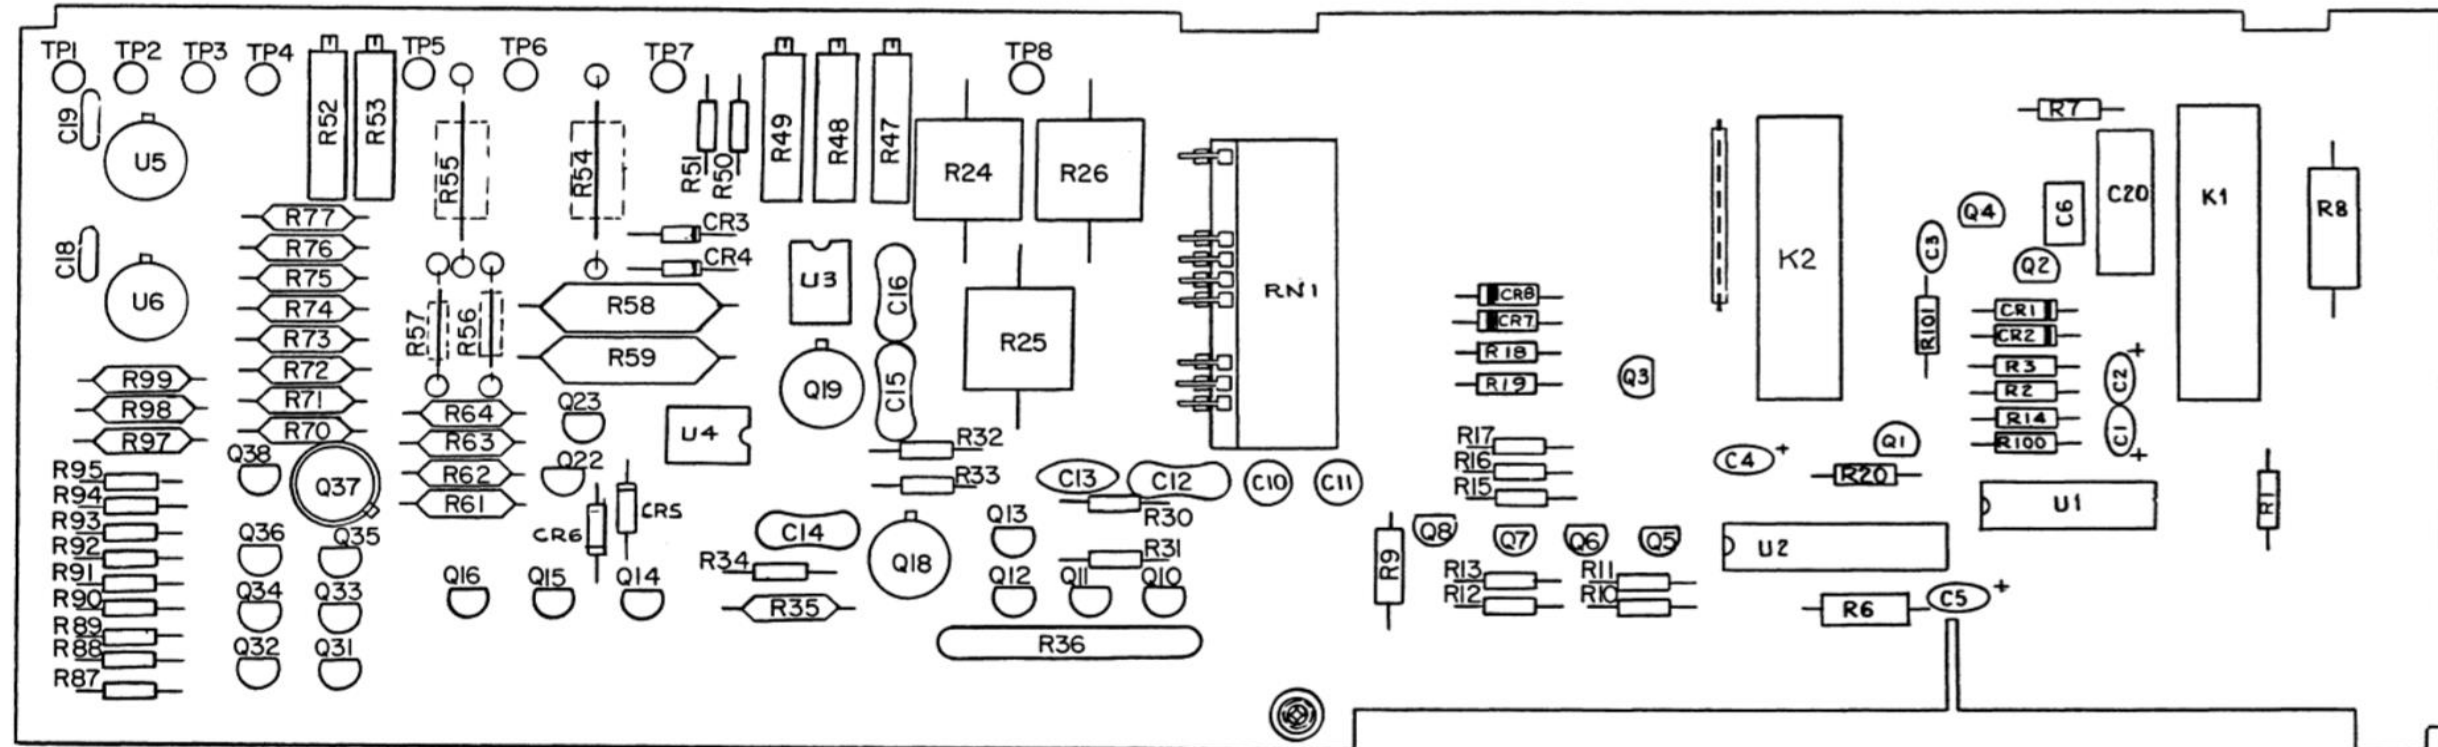 TP1 TP2 TP3 TP4 TP5 TP6 TP7 TP8
C19
U5
R52
R53
R55
R54
R51
R50
R49
R48
R47
R24
R26
R7
C20
K1
R8
C6
Q4
C3
Q2
K2
RN1
C18
U6
R77
R76
R75
R74
R73
R72
R71
R70
CR3
CR4
U3
C16
R58
R59
R57
R56
R25
Q19
C15
CR8
CR7
R18
R19
Q3
R101
CR1
CR2
R3
R2
R14
R100
C2
+
C1
+
R99
R98
R97
R64
R63
R62
R61
Q23
Q22
U4
R32
R33
C13
C12
C10
C11
R30
R17
R16
R15
C4
+
Q1
R20
U1
R1
Q38
Q37
R95
R94
R93
R92
R91
R90
R89
R88
R87
Q36
Q35
Q34
Q33
Q32
Q31
CR5
CR6
Q16
Q15
Q14
C14
R34
R35
Q18
Q13
R31
Q12
Q11
Q10
R36
R9
Q8
Q7
Q6
Q5
U2
R13
R12
R11
R10
R6
C5
+